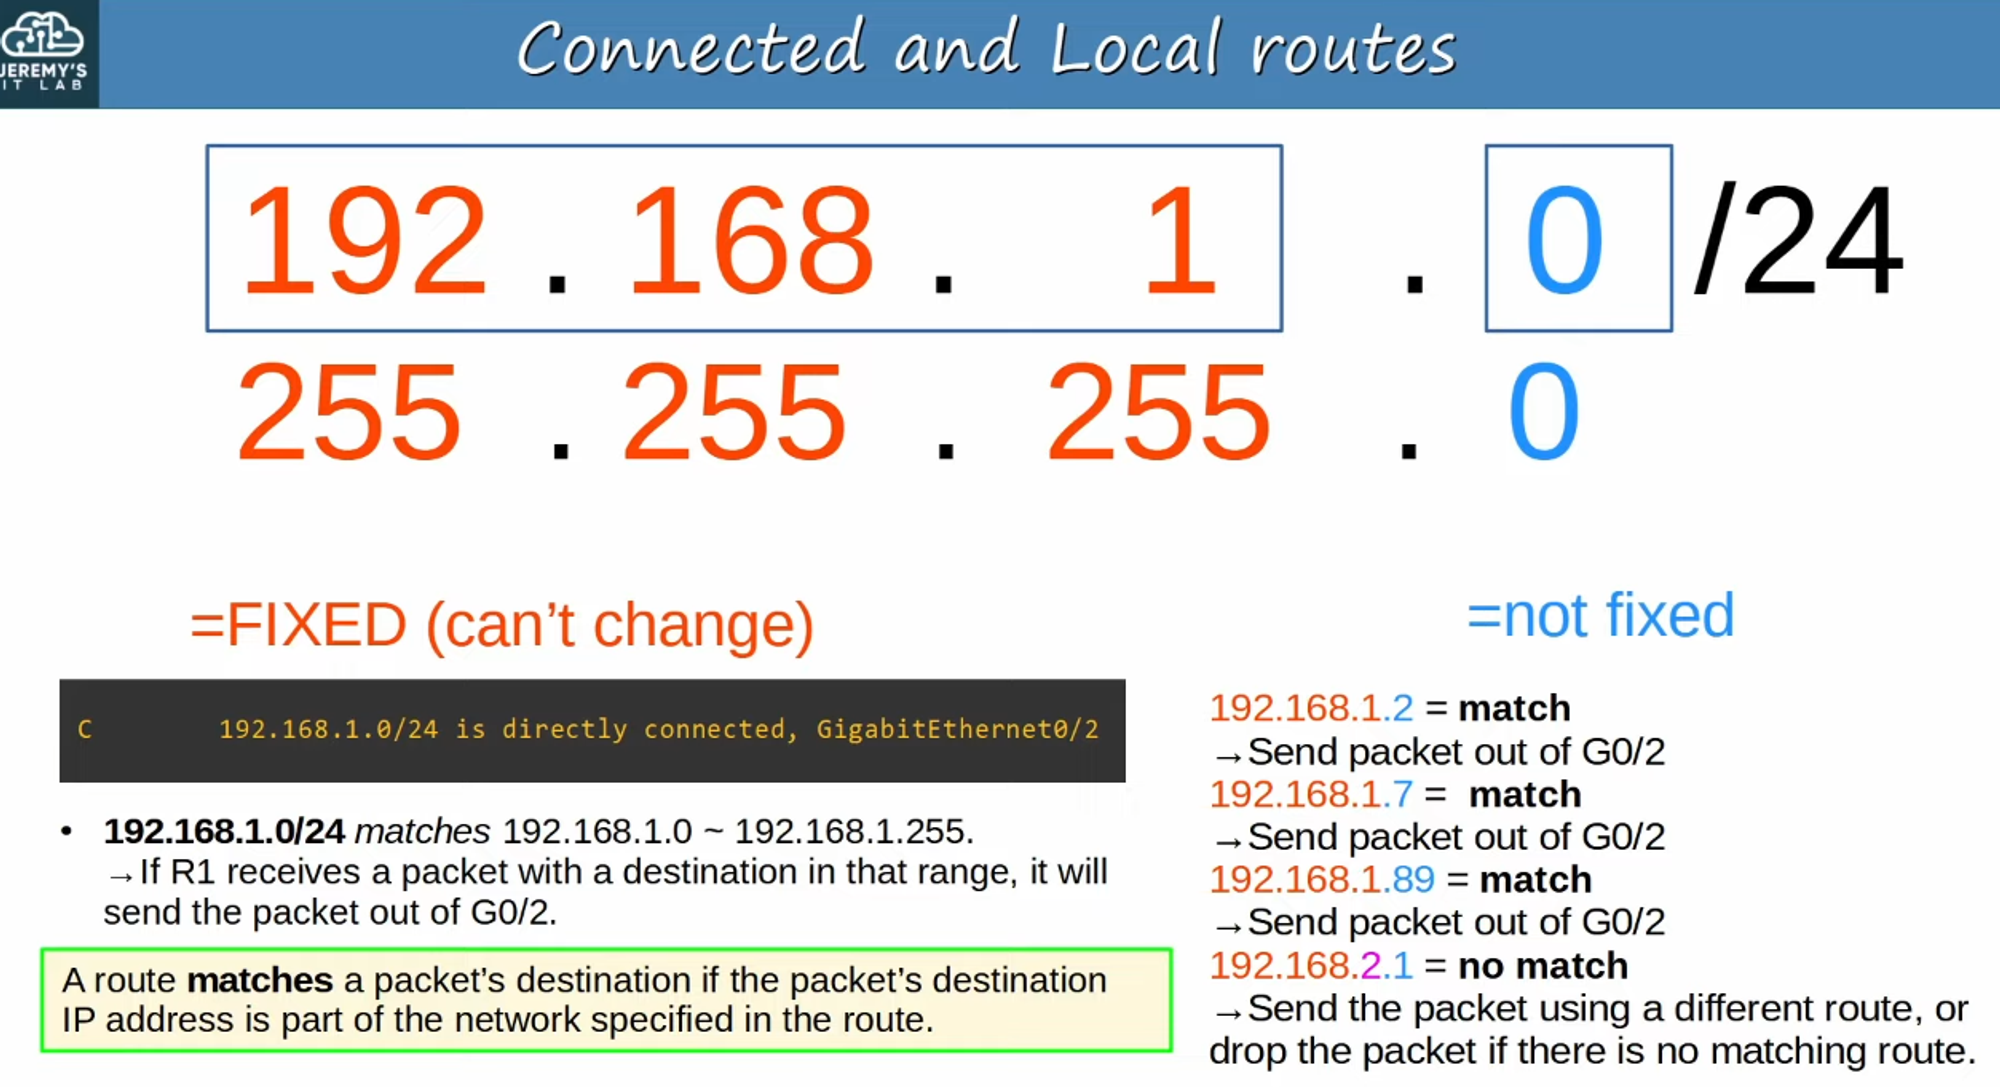 JEREMY'S
IT LAB
Connected and Local routes
192 . 168 . 1 . 0 /24
255 . 255 . 255 . 0
=FIXED (can’t change)
=not fixed
C 192.168.1.0/24 is directly connected, GigabitEthernet0/2
• 192.168.1.0/24 matches 192.168.1.0 ~ 192.168.1.255.
→If R1 receives a packet with a destination in that range, it will
send the packet out of G0/2.
A route matches a packet’s destination if the packet’s destination
IP address is part of the network specified in the route.
192.168.1.2 = match
→Send packet out of G0/2
192.168.1.7 = match
→Send packet out of G0/2
192.168.1.89 = match
→Send packet out of G0/2
192.168.2.1 = no match
→Send the packet using a different route, or
drop the packet if there is no matching route.